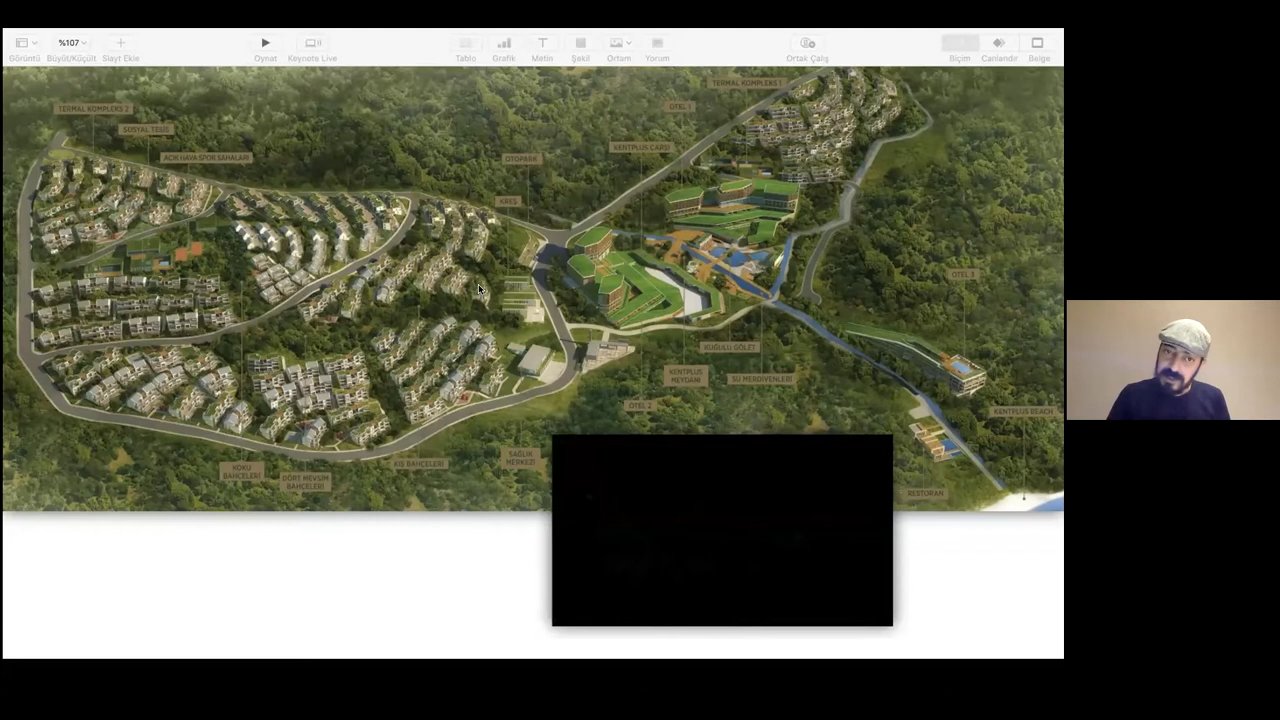 %107
Görüntü
Büyüt/Küçült
Slayt Ekle
Oynat
Keynote Live
Tablo
Grafik
Metin
Şekil
Ortam
Yorum
Ortak Çalış
Biçim
Canlandır
Belge
TERMAL KOMPLEKS 2
SOSYAL TESİS
AÇIK HAVA SPOR SAHALARI
OTOPARK
KREŞ
KENTPLUS ÇARŞI
OTEL 1
TERMAL KOMPLEKS 1
OTEL 3
KUĞULU GÖLET
KENTPLUS
MEYDANI
SU MERDİVENLERİ
OTEL 2
KENTPLUS BEACH
RESTORAN
SAĞLIK
MERKEZİ
KIŞ BAHÇELERİ
KOKU
BAHÇELERİ
DÖRT MEVSİM
BAHÇELERİ